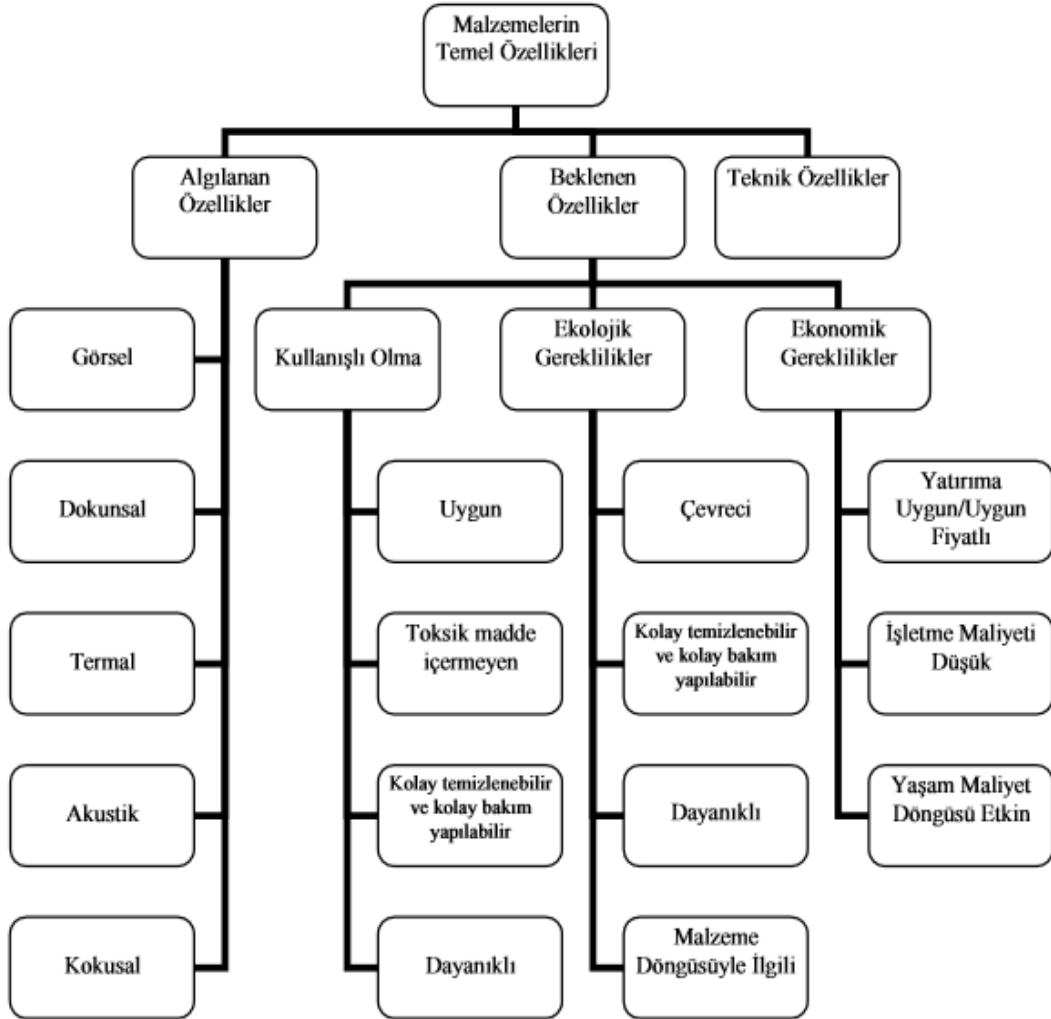 Malzemelerin
Temel Özellikleri
Algılanan
Özellikler
Beklenen
Özellikler
Teknik Özellikler
Görsel
Kullanışlı Olma
Ekolojik
Gereklilikler
Ekonomik
Gereklilikler
Dokunsal
Uygun
Çevreci
Yatırıma
Uygun/Uygun
Fiyatlı
Termal
Toksik madde
içermeyen
Kolay temizlenebilir
ve kolay bakım
yapılabilir
İşletme Maliyeti
Düşük
Akustik
Kolay temizlenebilir
ve kolay bakım
yapılabilir
Dayanıklı
Yaşam Maliyet
Döngüsü Etkin
Kokusal
Dayanıklı
Malzeme
Döngüsüyle İlgili